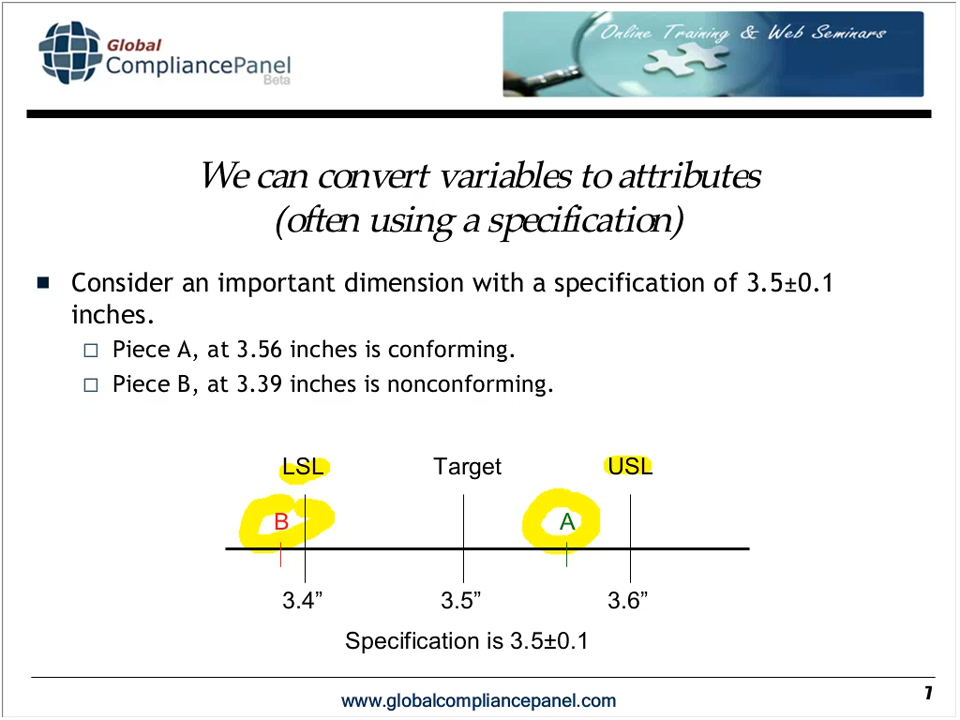 Global
CompliancePanel
Beta
Online Training & Web Seminars
We can convert variables to attributes
(often using a specification)
Consider an important dimension with a specification of 3.5±0.1
inches.
Piece A, at 3.56 inches is conforming.
Piece B, at 3.39 inches is nonconforming.
LSL Target USL
B A
3.4” 3.5” 3.6”
Specification is 3.5±0.1
www.globalcompliancepanel.com 7